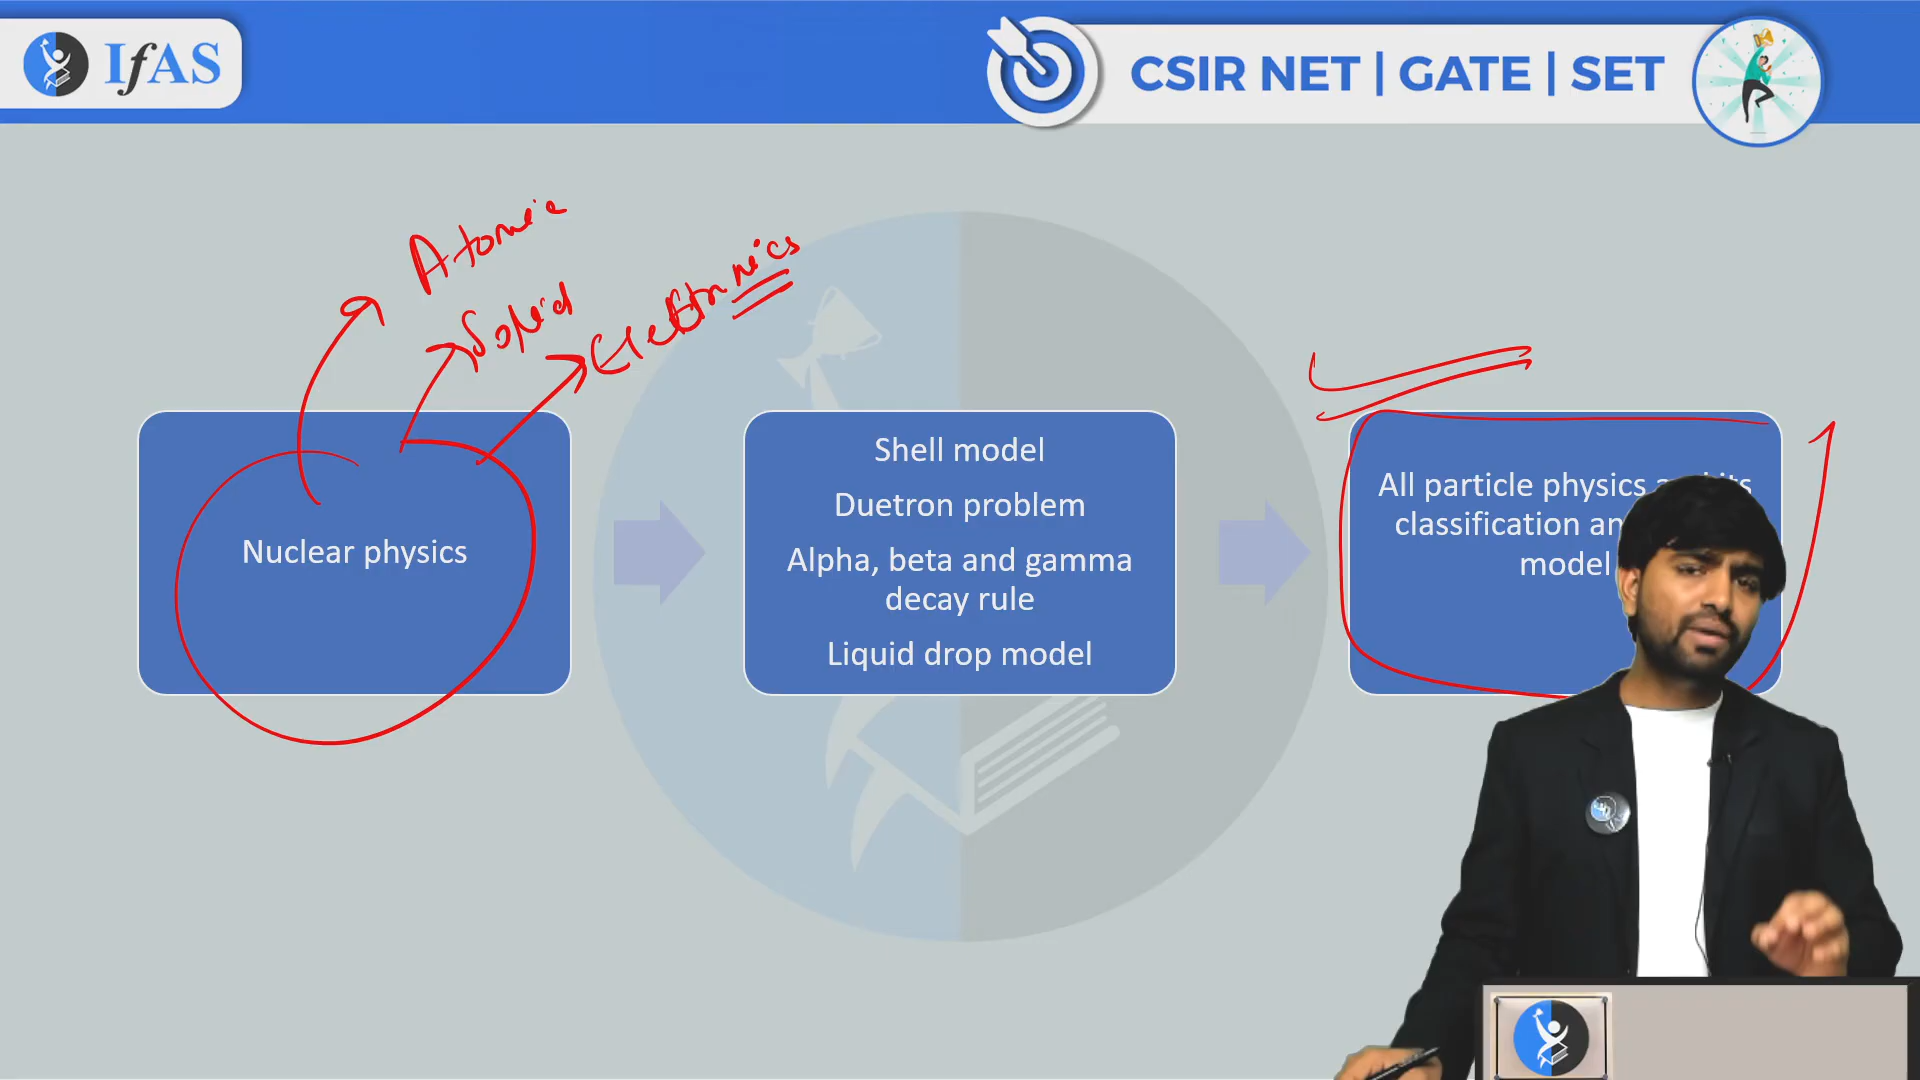 IfAS
CSIR NET | GATE | SET
Atomic
Solid
Electronics
Nuclear physics
Shell model
Duetron problem
Alpha, beta and gamma
decay rule
Liquid drop model
All particle physics
classification
model